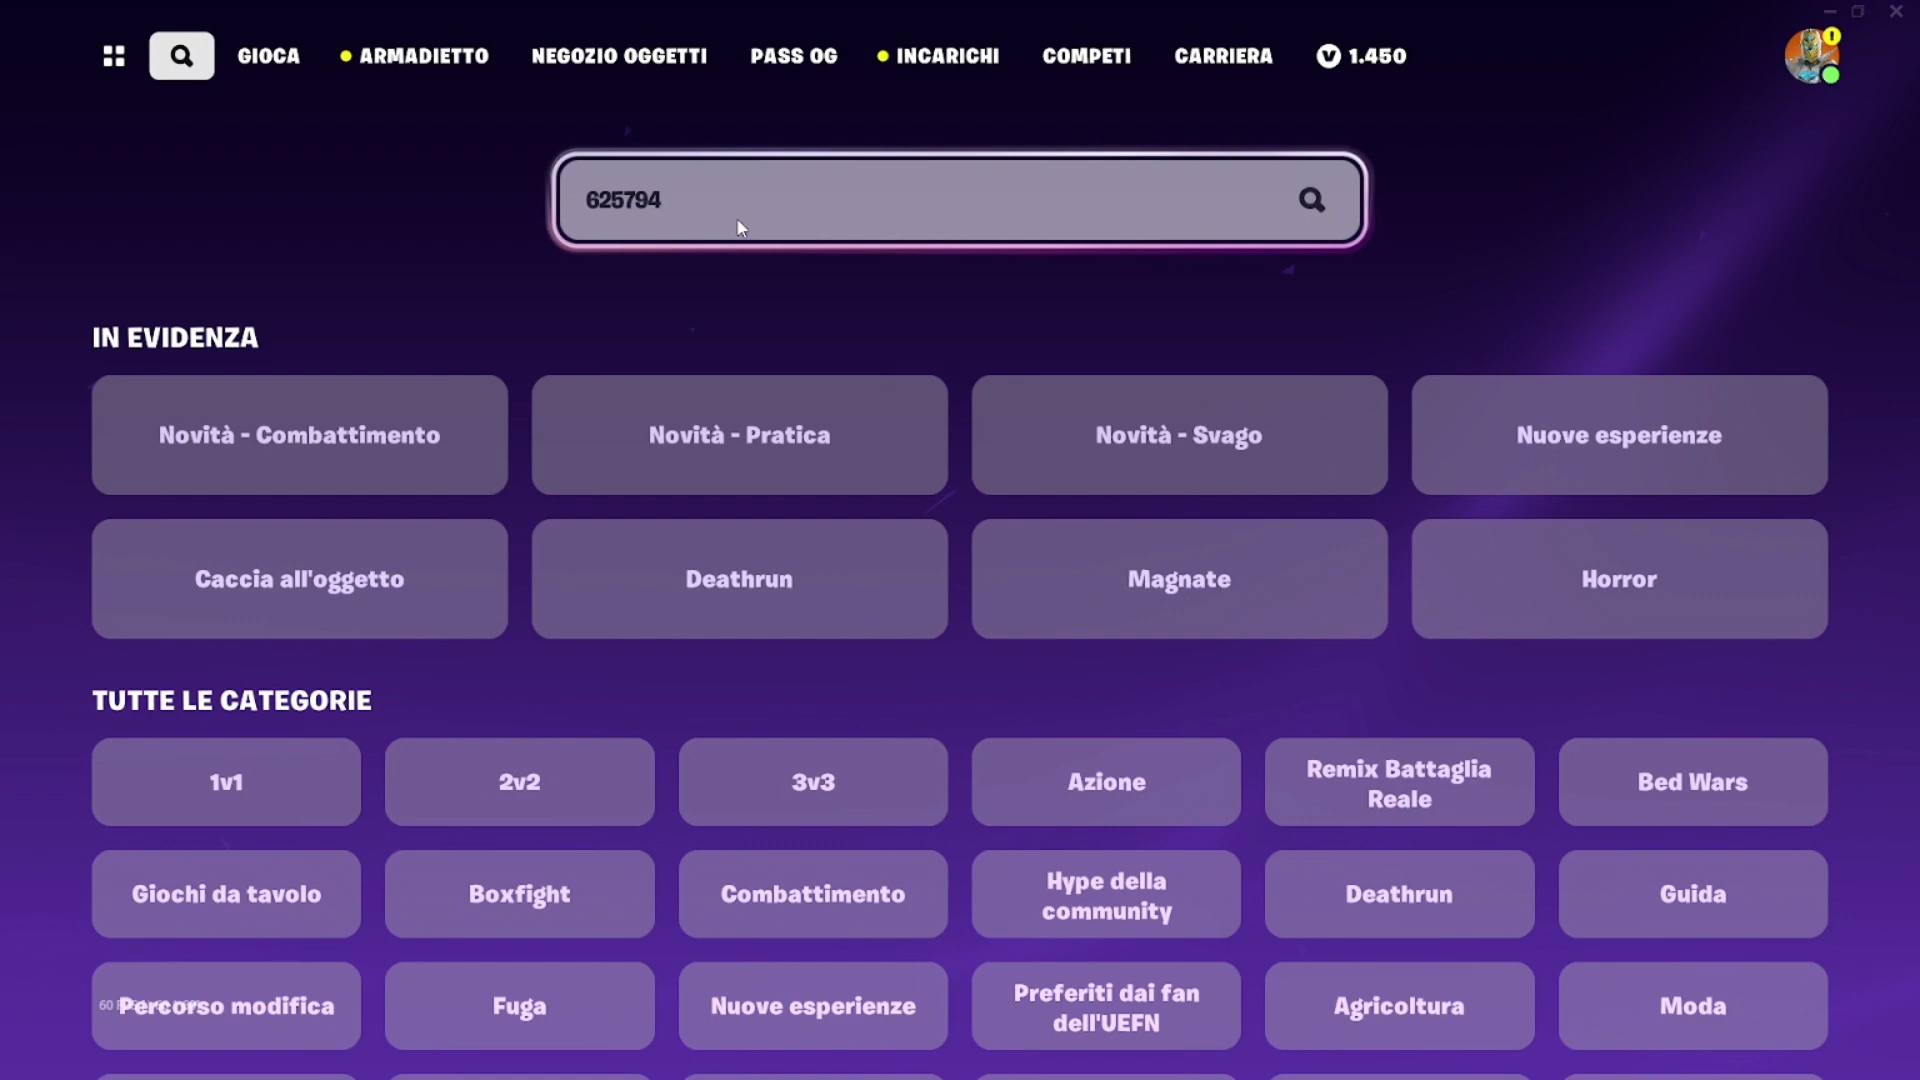 GIOCA
ARMADIETTO
NEGOZIO OGGETTI
PASS OG
INCARICHI
COMPETI
CARRIERA
1.450
625794
IN EVIDENZA
Novità - Combattimento
Novità - Pratica
Novità - Svago
Nuove esperienze
Caccia all'oggetto
Deathrun
Magnate
Horror
TUTTE LE CATEGORIE
1v1
2v2
3v3
Azione
Remix Battaglia
Reale
Bed Wars
Giochi da tavolo
Boxfight
Combattimento
Hype della
community
Deathrun
Guida
Percorso modifica
Fuga
Nuove esperienze
Preferiti dai fan
dell'UEFN
Agricoltura
Moda